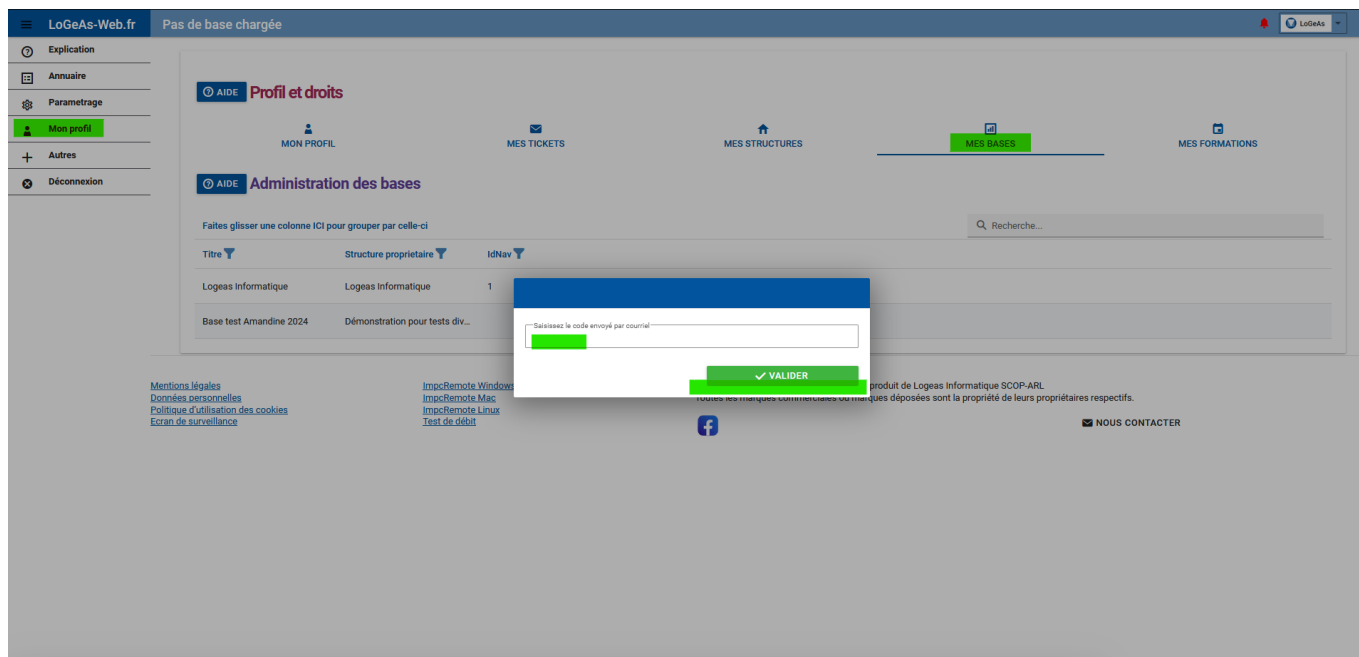 LoGeAs-Web.fr
Pas de base chargée
LoGeAs
Explication
Annuaire
Parametrage
Mon profil
Autres
Déconnexion
AIDE Profil et droits
MON PROFIL
MES TICKETS
MES STRUCTURES
MES BASES
MES FORMATIONS
AIDE Administration des bases
Faites glisser une colonne ICI pour grouper par celle-ci
Recherche...
Titre Structure proprietaire IdNav
Logeas Informatique Logeas Informatique 1
Base test Amandine 2024 Démonstration pour tests div...
Saisissez le code envoyé par courriel
VALIDER
Mentions légales
Données personnelles
Politique d'utilisation des cookies
Ecran de surveillance
ImpcRemote Windows
ImpcRemote Mac
ImpcRemote Linux
Test de débit
produit de Logeas Informatique SCOP-ARL
Toutes les marques commerciales ou marques déposées sont la propriété de leurs propriétaires respectifs.
NOUS CONTACTER